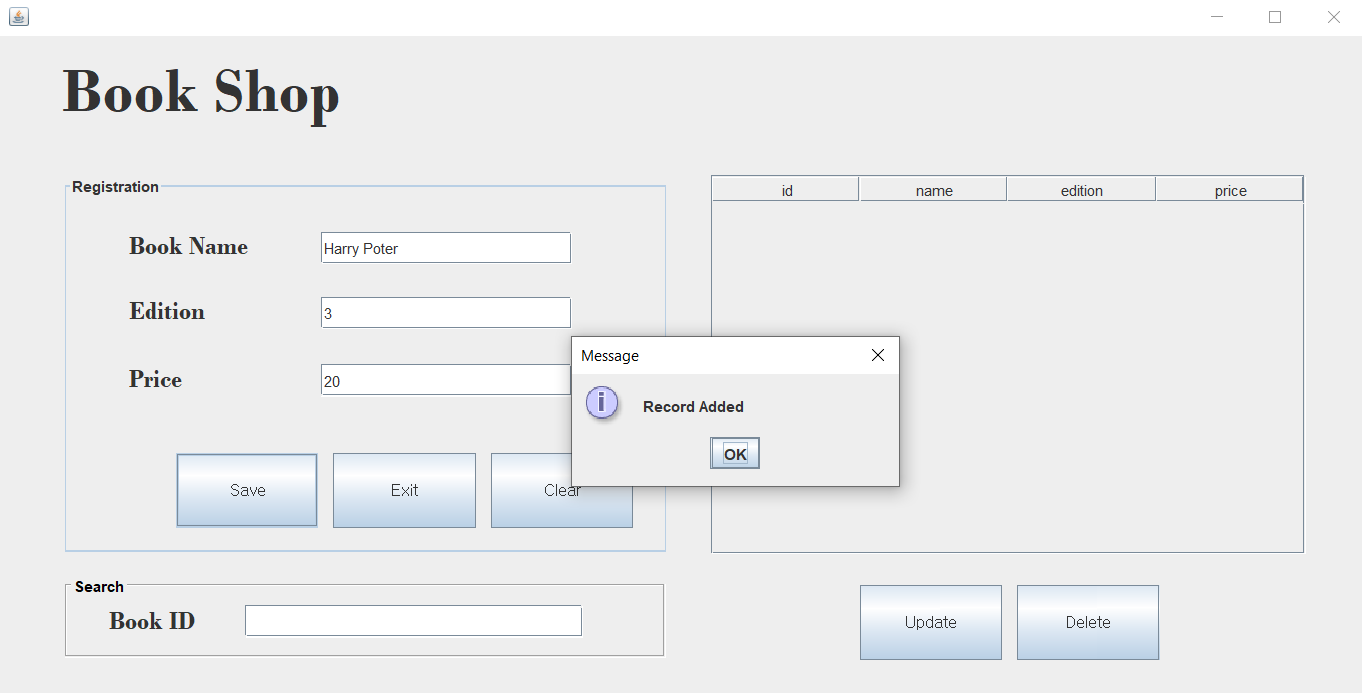 Book Shop
Registration
Book Name
Harry Poter
Edition
3
Price
20
Save
Exit
Clear
id
name
edition
price
Message
i
Record Added
OK
Search
Book ID
Update
Delete